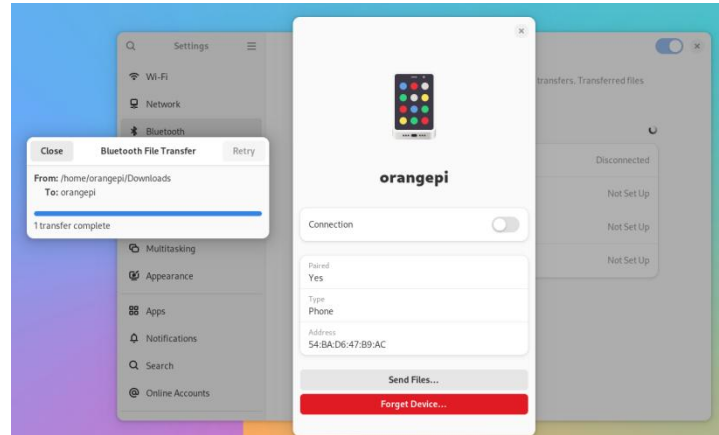 Settings
Wi-Fi
Network
Bluetooth
Multitasking
Appearance
Apps
Notifications
Search
Online Accounts
Close
Bluetooth File Transfer
Retry
From: /home/orangepi/Downloads
To: orangepi
1 transfer complete
orangepi
Connection
Paired
Yes
Type
Phone
Address
54:BA:D6:47:B9:AC
Send Files...
Forget Device...
transfers. Transferred files
Disconnected
Not Set Up
Not Set Up
Not Set Up